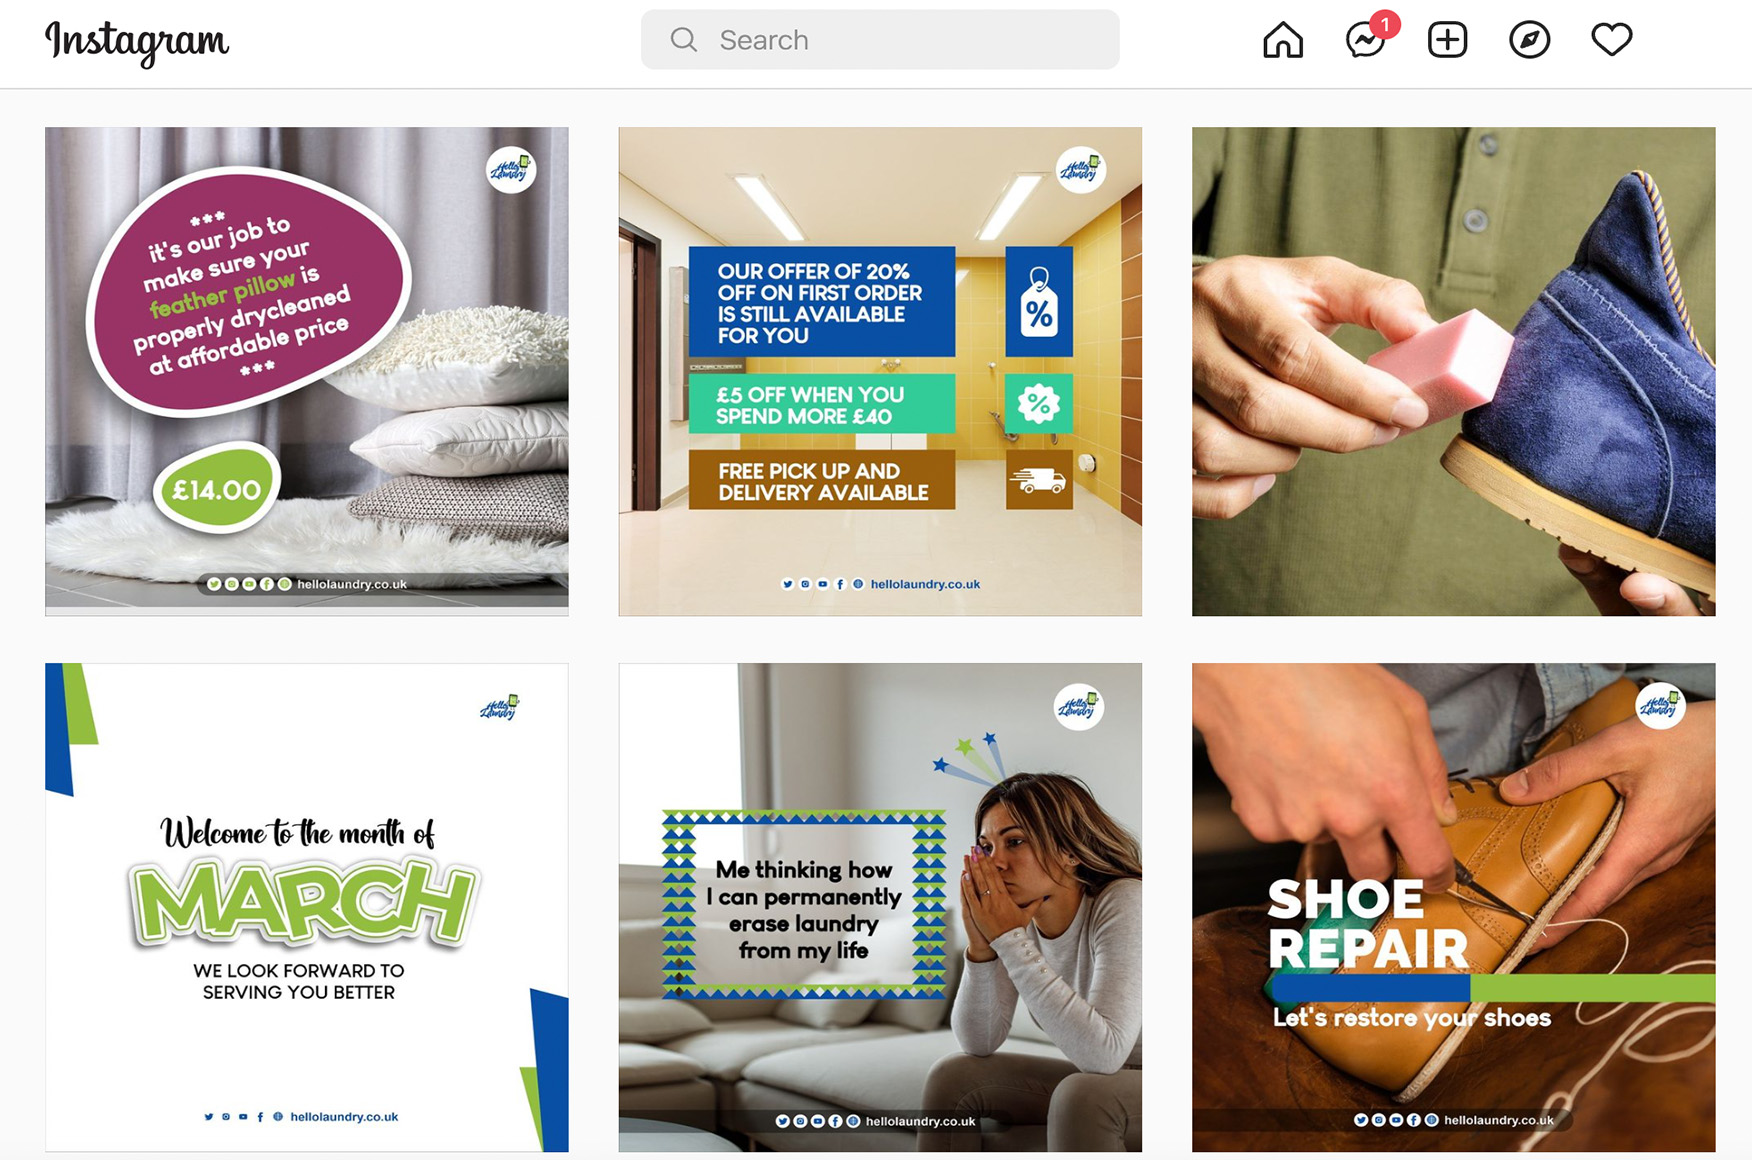 Instagram
Search
1
Hello
Laundry
***
it's our job to
make sure your
feather pillow is
properly drycleaned
at affordable price
***
£14.00
hellolaundry.co.uk
Hello
Laundry
OUR OFFER OF 20%
OFF ON FIRST ORDER
IS STILL AVAILABLE
FOR YOU
%
£5 OFF WHEN YOU
SPEND MORE £40
%
FREE PICK UP AND
DELIVERY AVAILABLE
hellolaundry.co.uk
Hello
Laundry
Welcome to the month of
MARCH
WE LOOK FORWARD TO
SERVING YOU BETTER
hellolaundry.co.uk
Hello
Laundry
Me thinking how
I can permanently
erase laundry
from my life
hellolaundry.co.uk
Hello
Laundry
SHOE
REPAIR
Let's restore your shoes
hellolaundry.co.uk